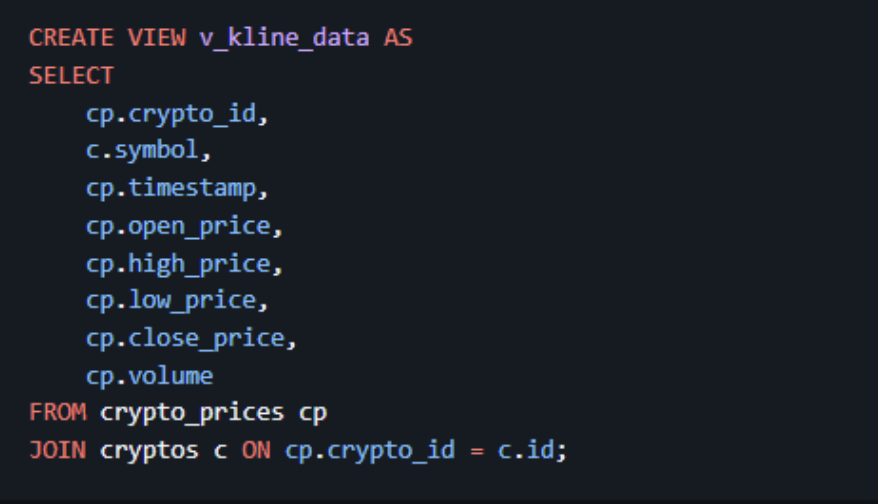 CREATE VIEW v_kline_data AS
SELECT
    cp.crypto_id,
    c.symbol,
    cp.timestamp,
    cp.open_price,
    cp.high_price,
    cp.low_price,
    cp.close_price,
    cp.volume
FROM crypto_prices cp
JOIN cryptos c ON cp.crypto_id = c.id;